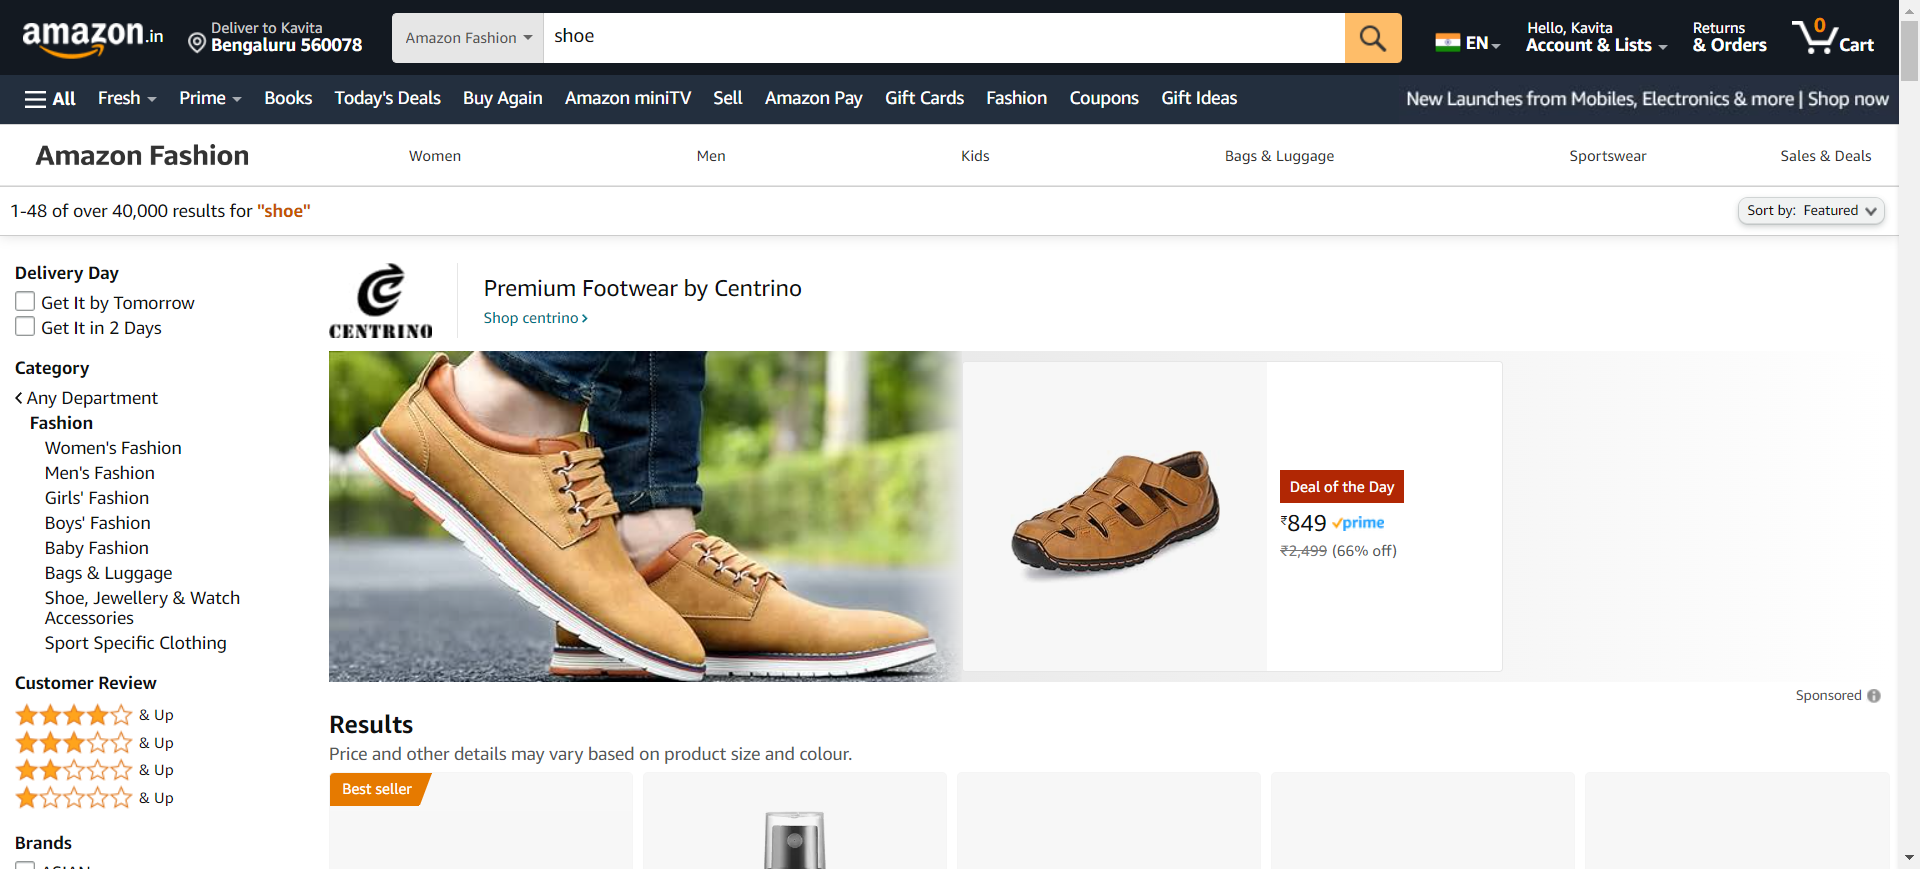 amazon.in
Deliver to Kavita
Bengaluru 560078
Amazon Fashion
shoe
EN
Hello, Kavita
Account & Lists
Returns
& Orders
0
Cart
All
Fresh
Prime
Books
Today's Deals
Buy Again
Amazon miniTV
Sell
Amazon Pay
Gift Cards
Fashion
Coupons
Gift Ideas
New Launches from Mobiles, Electronics & more | Shop now
Amazon Fashion
Women
Men
Kids
Bags & Luggage
Sportswear
Sales & Deals
1-48 of over 40,000 results for "shoe"
Sort by: Featured
Delivery Day
Get It by Tomorrow
Get It in 2 Days
Category
Any Department
Fashion
Women's Fashion
Men's Fashion
Girls' Fashion
Boys' Fashion
Baby Fashion
Bags & Luggage
Shoe, Jewellery & Watch
Accessories
Sport Specific Clothing
Customer Review
& Up
& Up
& Up
& Up
Brands
CENTRINO
Premium Footwear by Centrino
Shop centrino ›
Deal of the Day
₹849 prime
₹2,499 (66% off)
Sponsored
Results
Price and other details may vary based on product size and colour.
Best seller